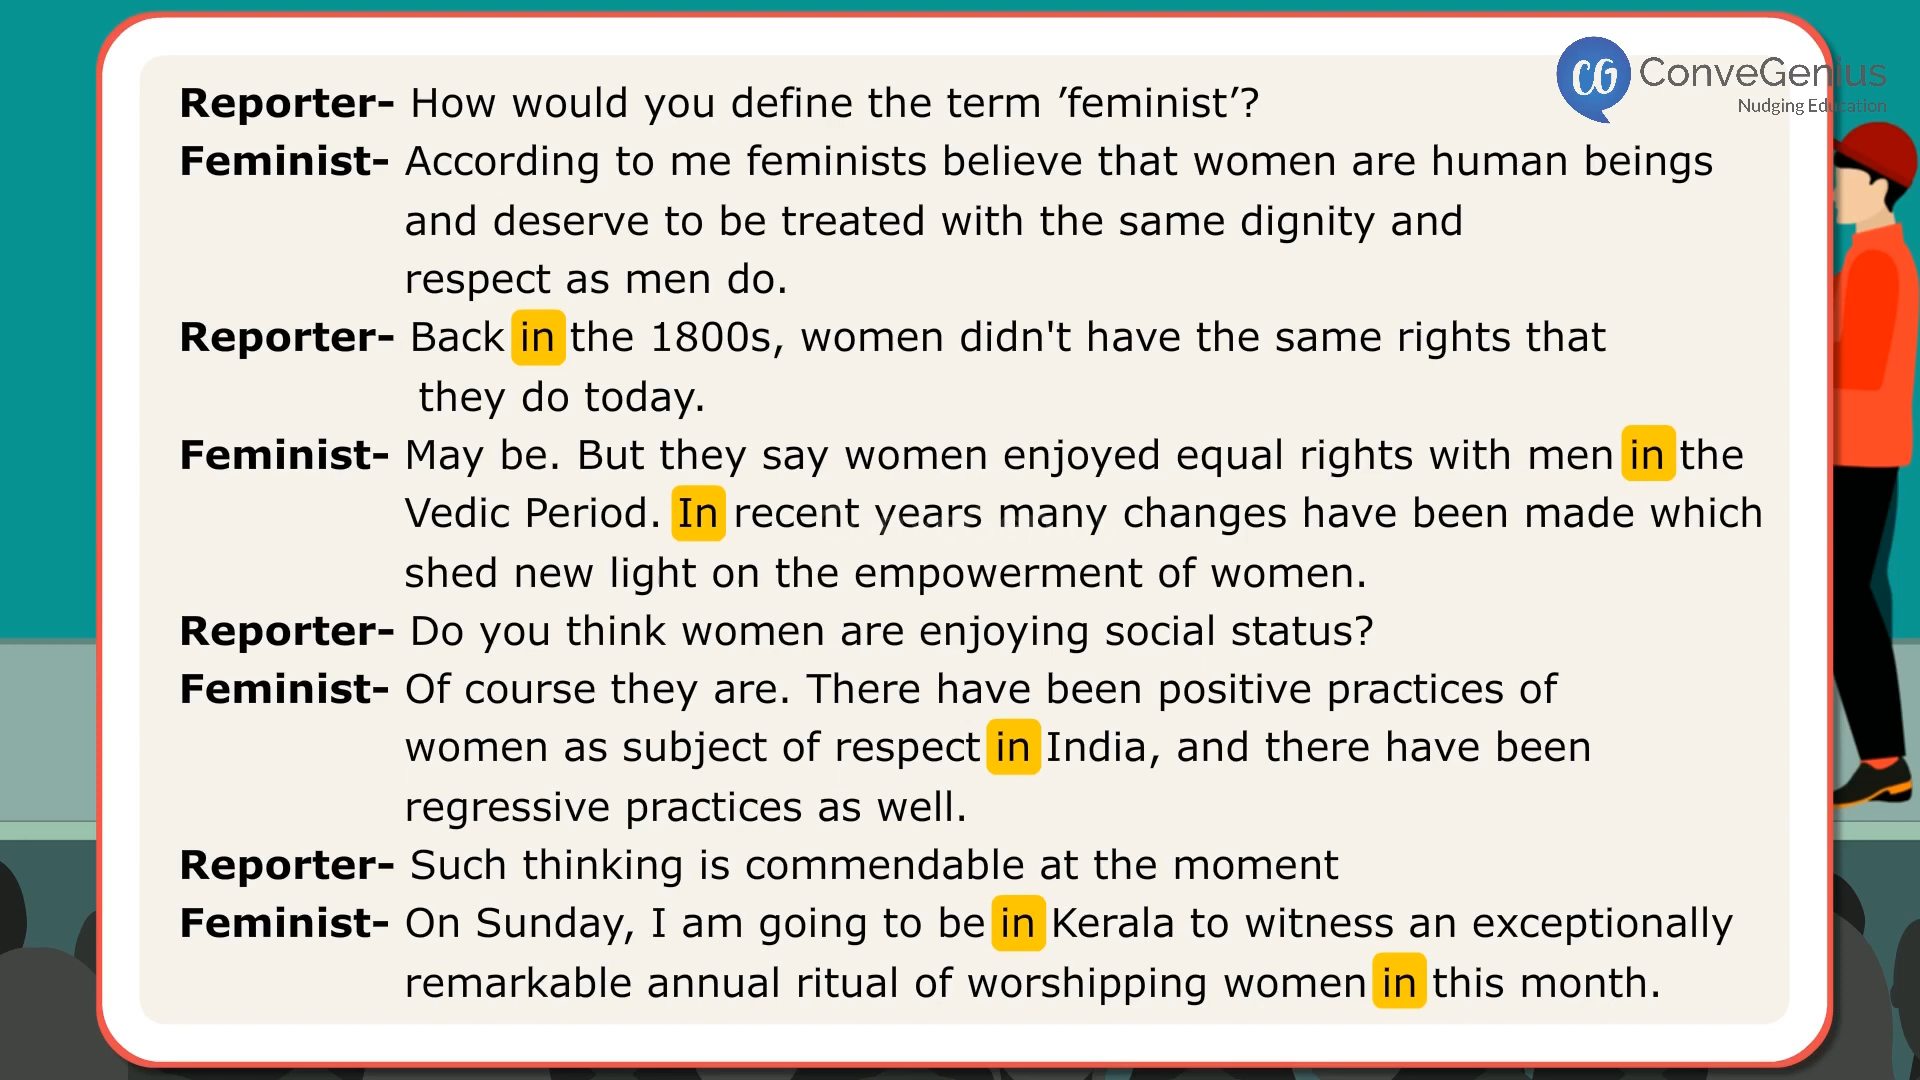 CG ConveGenius
Nudging Education
Reporter- How would you define the term ’feminist’?
Feminist- According to me feminists believe that women are human beings
and deserve to be treated with the same dignity and
respect as men do.
Reporter- Back in the 1800s, women didn't have the same rights that
they do today.
Feminist- May be. But they say women enjoyed equal rights with men in the
Vedic Period. In recent years many changes have been made which
shed new light on the empowerment of women.
Reporter- Do you think women are enjoying social status?
Feminist- Of course they are. There have been positive practices of
women as subject of respect in India, and there have been
regressive practices as well.
Reporter- Such thinking is commendable at the moment
Feminist- On Sunday, I am going to be in Kerala to witness an exceptionally
remarkable annual ritual of worshipping women in this month.